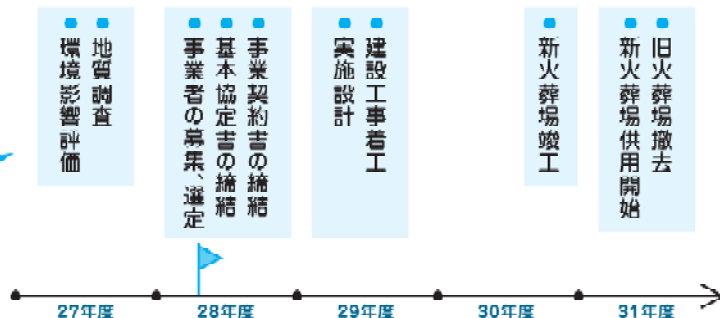 地質調査
環境影響評価
事業契約書の締結
基本協定書の締結
事業者の募集、選定
建設工事着工
実施設計
新火葬場竣工
旧火葬場撤去
新火葬場供用開始
27年度
28年度
29年度
30年度
31年度